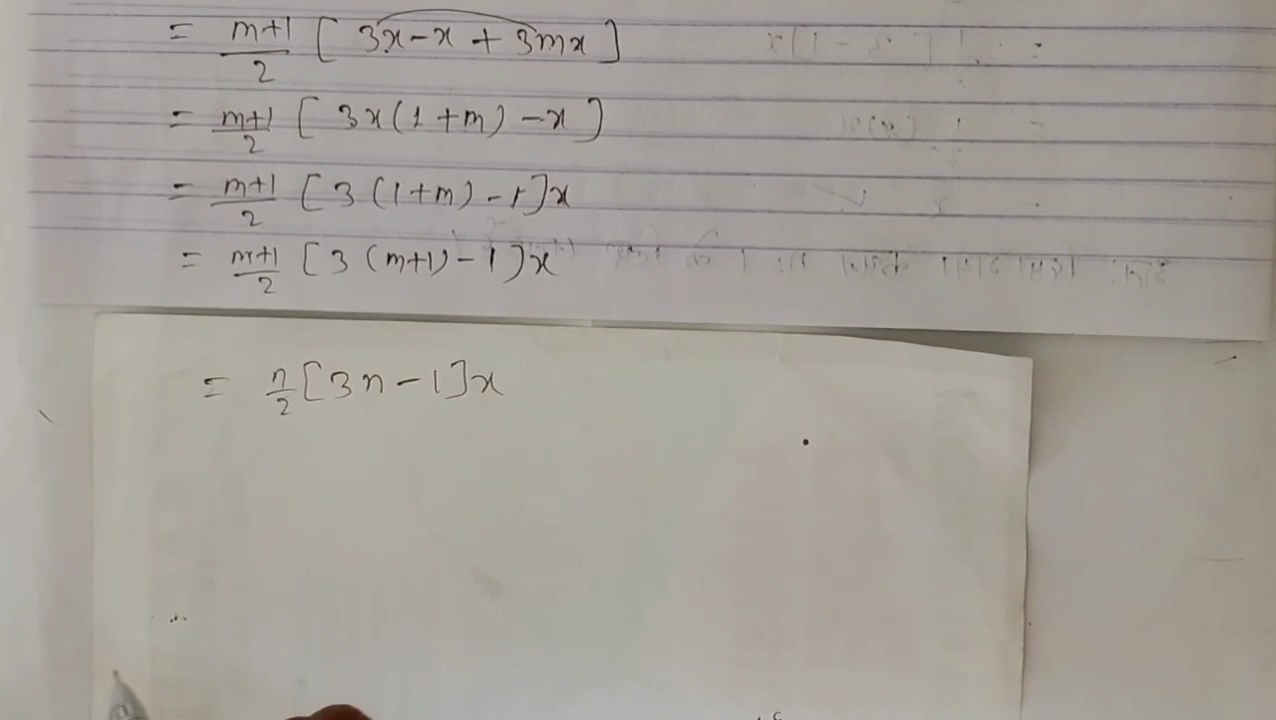 = m+1/2 [ 3x-x + 3mx ]
= m+1/2 [ 3x(1+m) -x ]
= m+1/2 [ 3 (1+m) -1 ]x
= m+1/2 [ 3 (m+1) -1 ]x
= n/2 [ 3n -1 ]x